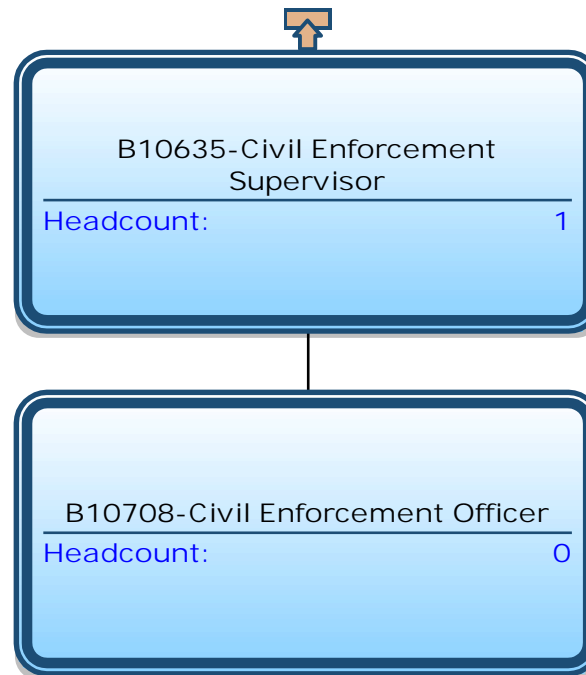 B10635-Civil Enforcement
Supervisor
Headcount: 1
B10708-Civil Enforcement Officer
Headcount: 0